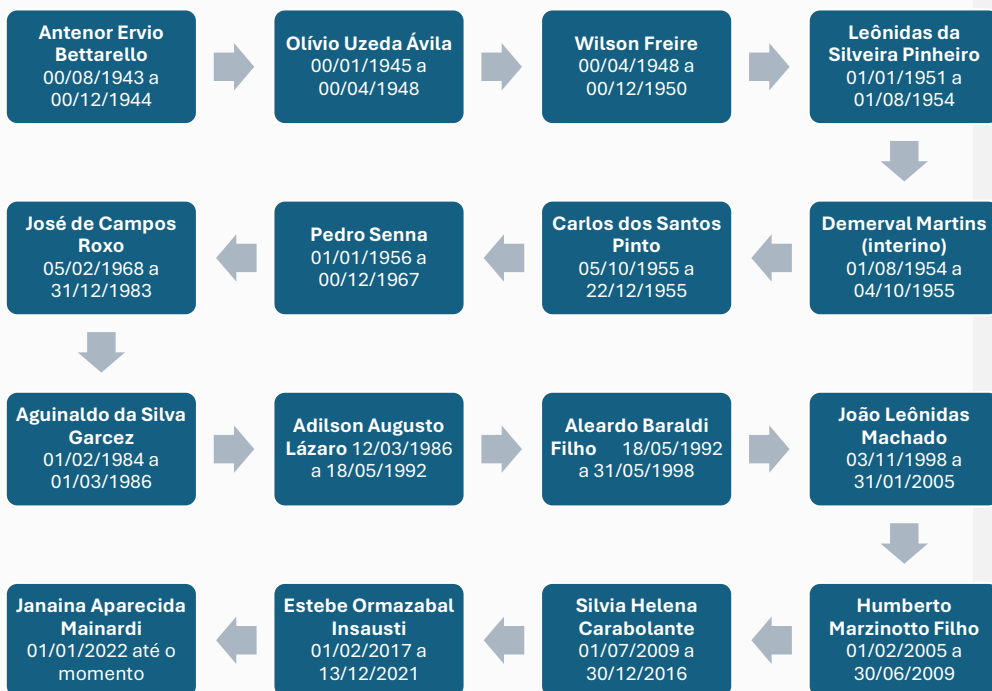 Antenor Ervio
Bettarello
00/08/1943 a
00/12/1944
Olívio Uzeda Ávila
00/01/1945 a
00/04/1948
Wilson Freire
00/04/1948 a
00/12/1950
Leônidas da
Silveira Pinheiro
01/01/1951 a
01/08/1954
Demerval Martins
(interino)
01/08/1954 a
04/10/1955
Carlos dos Santos
Pinto
05/10/1955 a
22/12/1955
Pedro Senna
01/01/1956 a
00/12/1967
José de Campos
Roxo
05/02/1968 a
31/12/1983
Aguinaldo da Silva
Garcez
01/02/1984 a
01/03/1986
Adilson Augusto
Lázaro 12/03/1986
a 18/05/1992
Aleardo Baraldi
Filho 18/05/1992
a 31/05/1998
João Leônidas
Machado
03/11/1998 a
31/01/2005
Humberto
Marzinotto Filho
01/02/2005 a
30/06/2009
Silvia Helena
Carabolante
01/07/2009 a
30/12/2016
Estebe Ormazabal
Insausti
01/02/2017 a
13/12/2021
Janaina Aparecida
Mainardi
01/01/2022 até o
momento